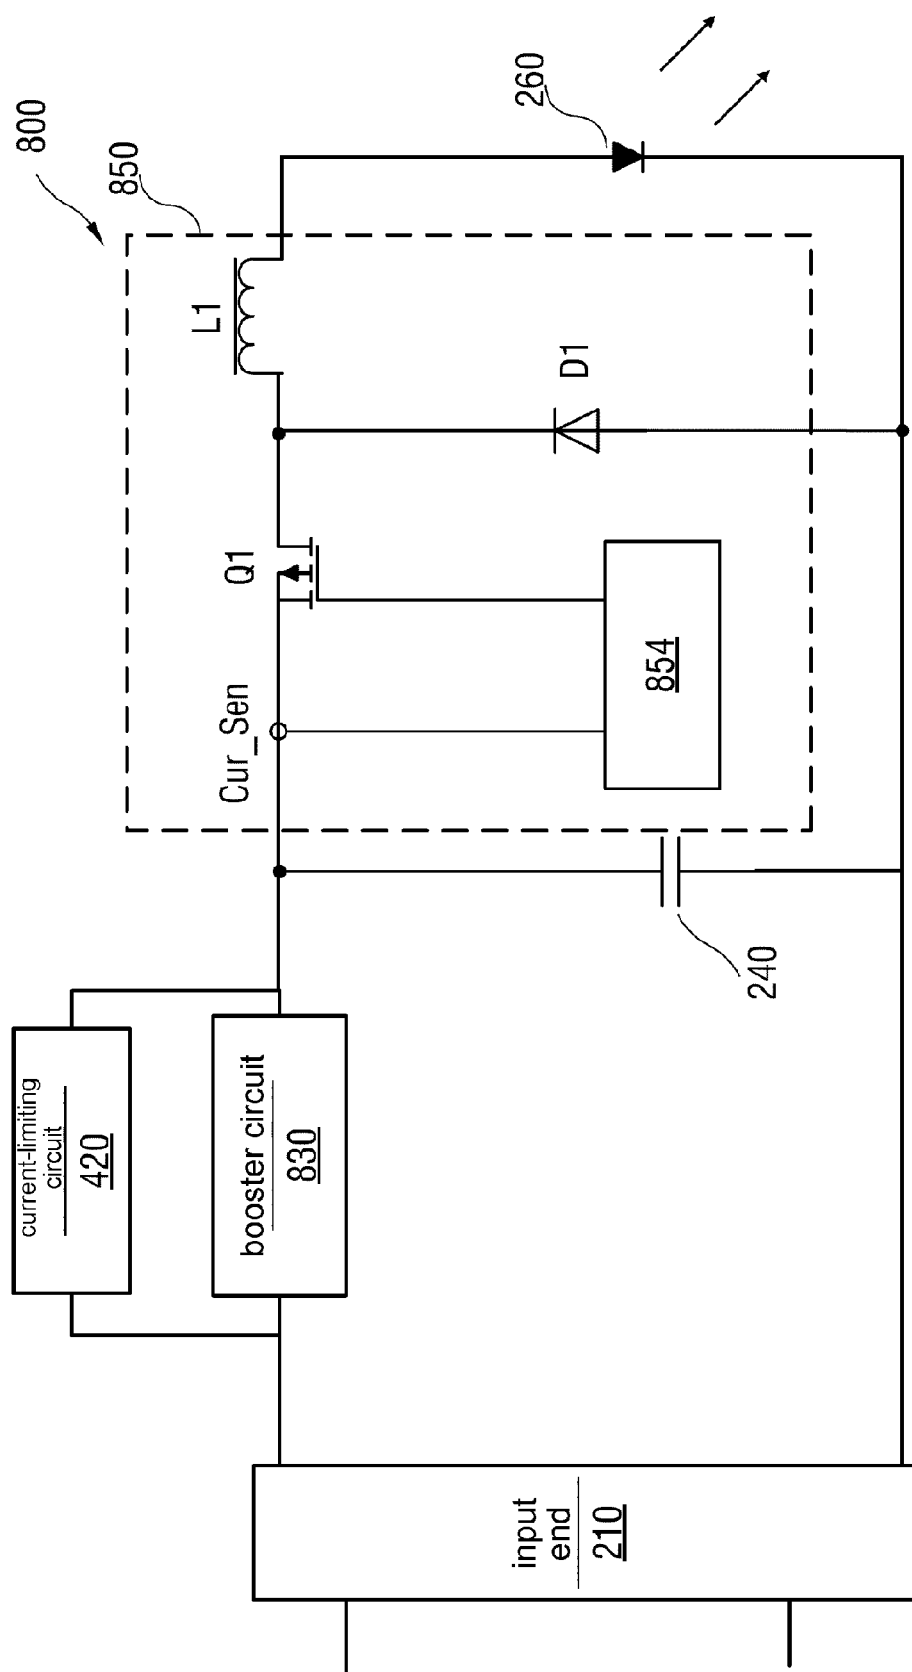 800
850
260
L1
D1
Q1
Cur_Sen
854
240
current-limiting
circuit
420
booster circuit
830
input
end
210